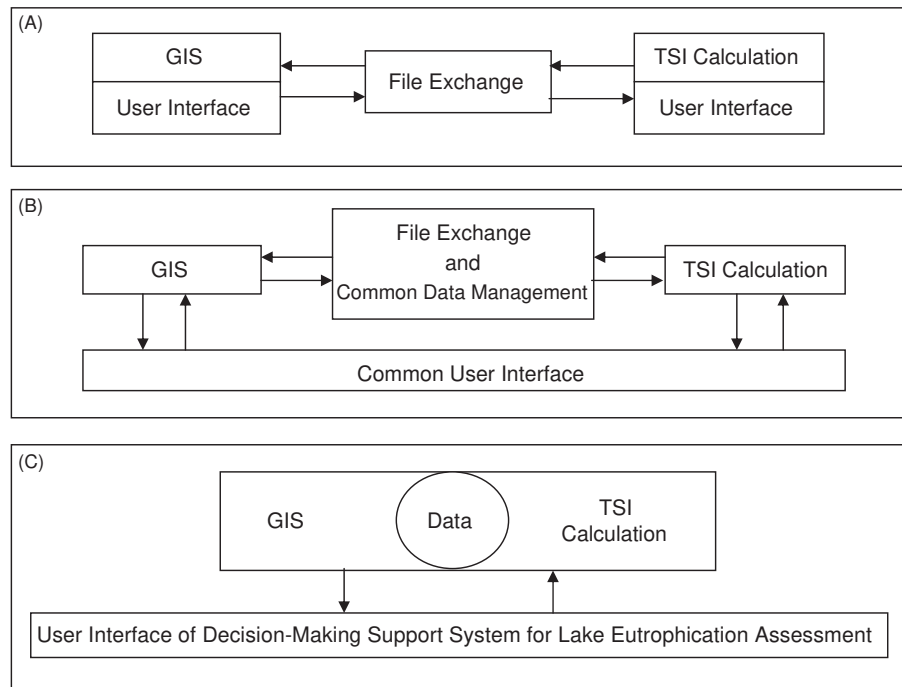 (A)
GIS
User Interface
File Exchange
TSI Calculation
User Interface
(B)
GIS
File Exchange
and
Common Data Management
TSI Calculation
Common User Interface
(C)
GIS
Data
TSI
Calculation
User Interface of Decision-Making Support System for Lake Eutrophication Assessment